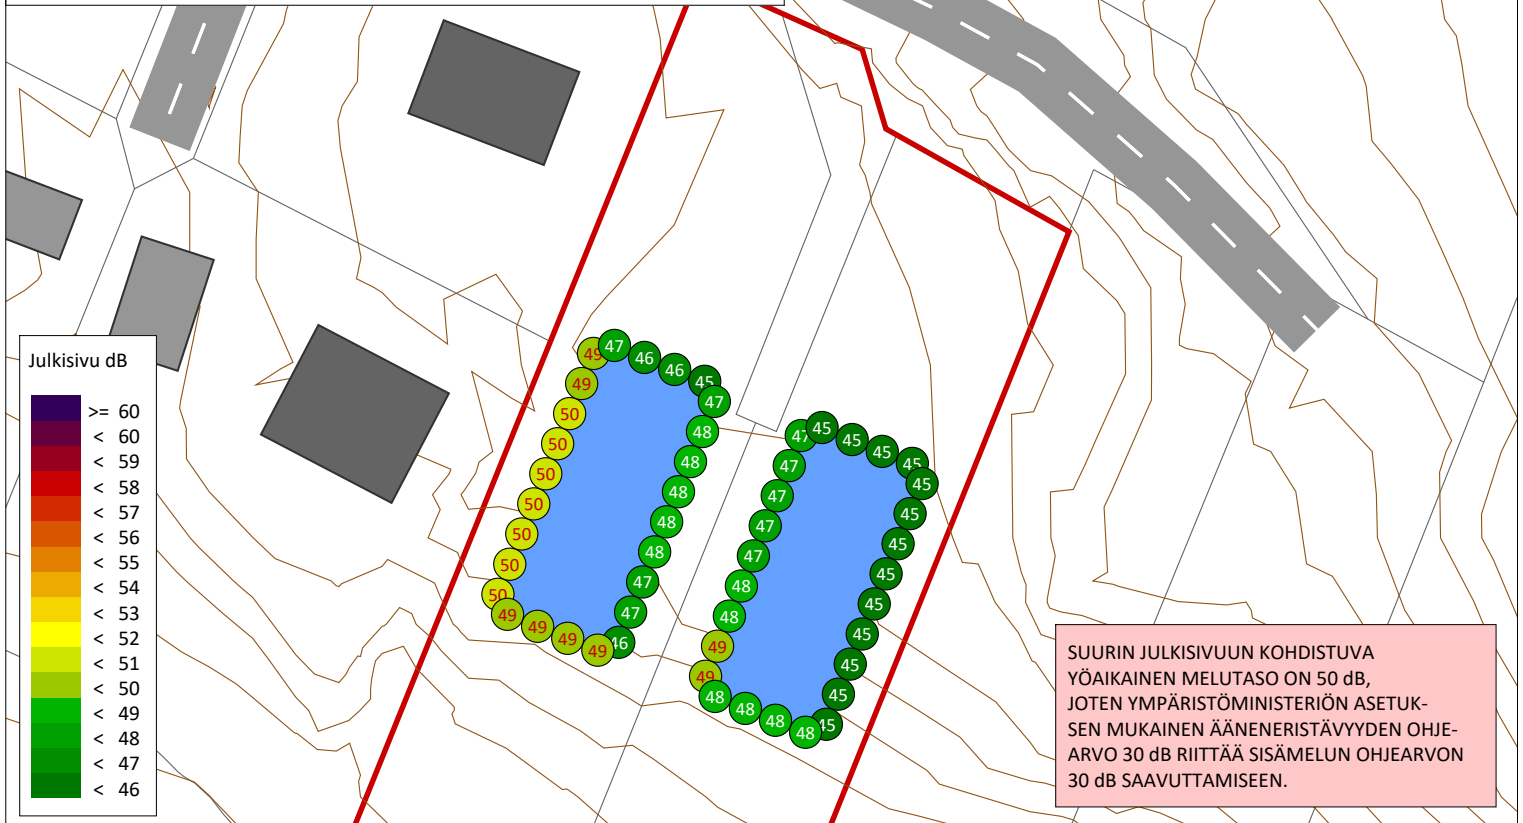 49 47 46 46 45
49 47
50 48
50 48
50 48
50 48
50 48
50 47
50 47
49 49 49 49 46
47 45 45 45 45
47 45
47 45
47 45
47 45
48 45
48 45
49 45
49 45
48 48 48 48 45
Julkisivu dB
>= 60
< 60
< 59
< 58
< 57
< 56
< 55
< 54
< 53
< 52
< 51
< 50
< 49
< 48
< 47
< 46
SUURIN JULKISIVUUN KOHDISTUVA
YÖAIKAINEN MELUTASO ON 50 dB,
JOTEN YMPÄRISTÖMINISTERIÖN ASETUK-
SEN MUKAINEN ÄÄNENERISTÄVYYDEN OHJE-
ARVO 30 dB RIITTÄÄ SISÄMELUN OHJEARVON
30 dB SAAVUTTAMISEEN.